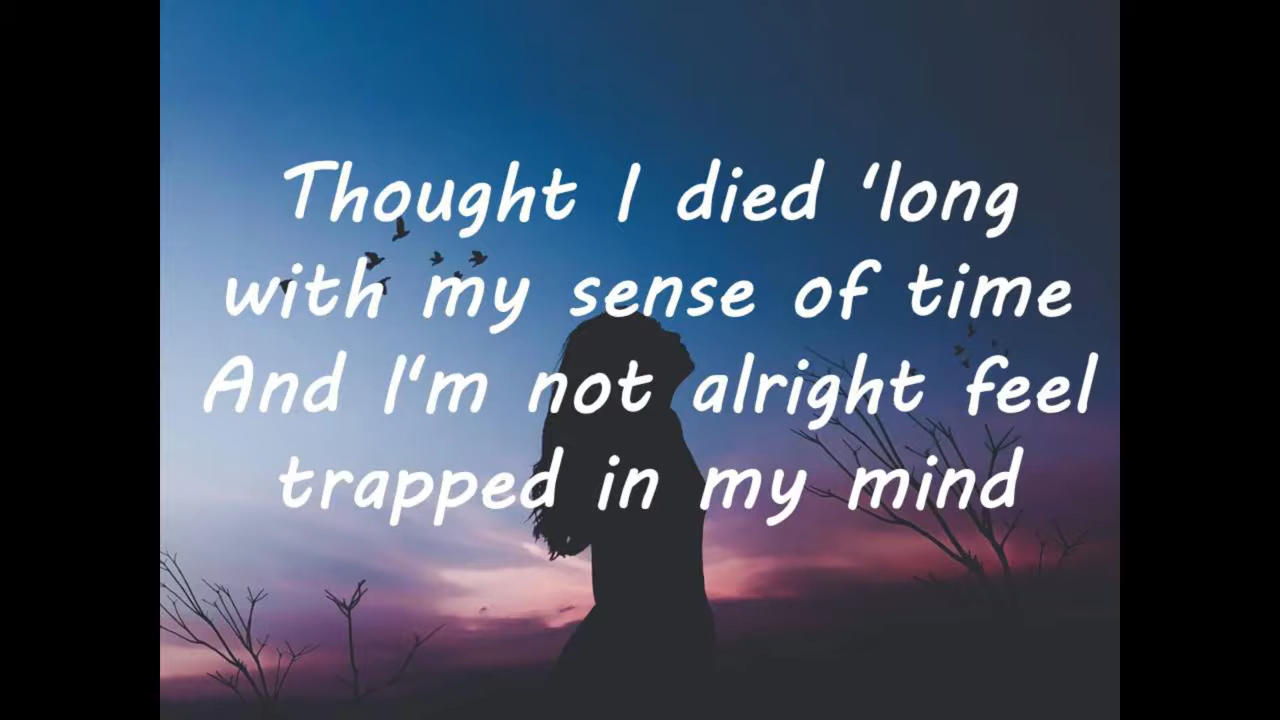 Thought I died ‘long
with my sense of time
And I‘m not alright feel
trapped in my mind